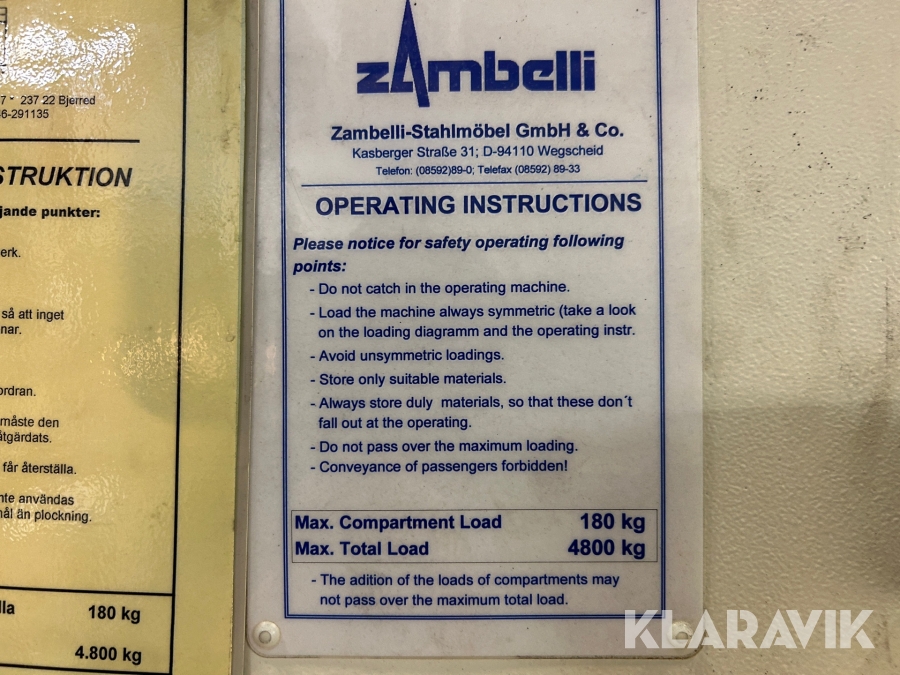 7 - 237 22 Bjerred
6-291135
STRUKTION
jande punkter:
erk.
så att inget
nar.
ordran.
måste den
åtgärdats.
får återställa.
nte användas
mål än plockning.
lla 180 kg
4.800 kg
zAmbelli
Zambelli-Stahlmöbel GmbH & Co.
Kasberger Straße 31; D-94110 Wegscheid
Telefon: (08592)89-0; Telefax (08592) 89-33
OPERATING INSTRUCTIONS
Please notice for safety operating following
points:
- Do not catch in the operating machine.
- Load the machine always symmetric (take a look
on the loading diagramm and the operating instr.
- Avoid unsymmetric loadings.
- Store only suitable materials.
- Always store duly materials, so that these don´t
fall out at the operating.
- Do not pass over the maximum loading.
- Conveyance of passengers forbidden!
Max. Compartment Load 180 kg
Max. Total Load 4800 kg
- The adition of the loads of compartments may
not pass over the maximum total load.
KLARAVIK